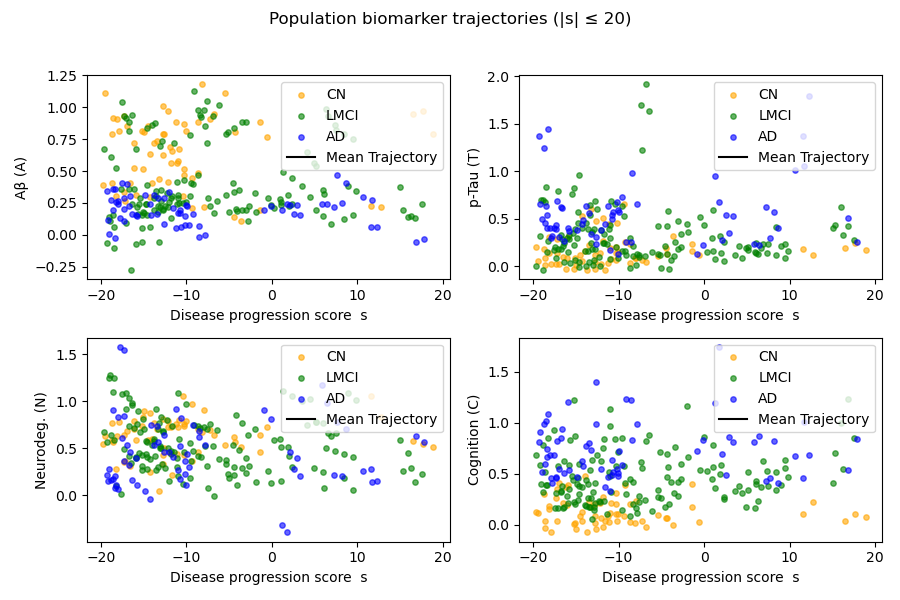 Population biomarker trajectories (|s| ≤ 20)
1.25
1.00
0.75
0.50
0.25
0.00
−0.25
Aβ (A)
CN
LMCI
AD
Mean Trajectory
−20 −10 0 10 20
Disease progression score s
2.0
1.5
1.0
0.5
0.0
p-Tau (T)
CN
LMCI
AD
Mean Trajectory
−20 −10 0 10 20
Disease progression score s
1.5
1.0
0.5
0.0
Neurodeg. (N)
CN
LMCI
AD
Mean Trajectory
−20 −10 0 10 20
Disease progression score s
1.5
1.0
0.5
0.0
Cognition (C)
CN
LMCI
AD
Mean Trajectory
−20 −10 0 10 20
Disease progression score s